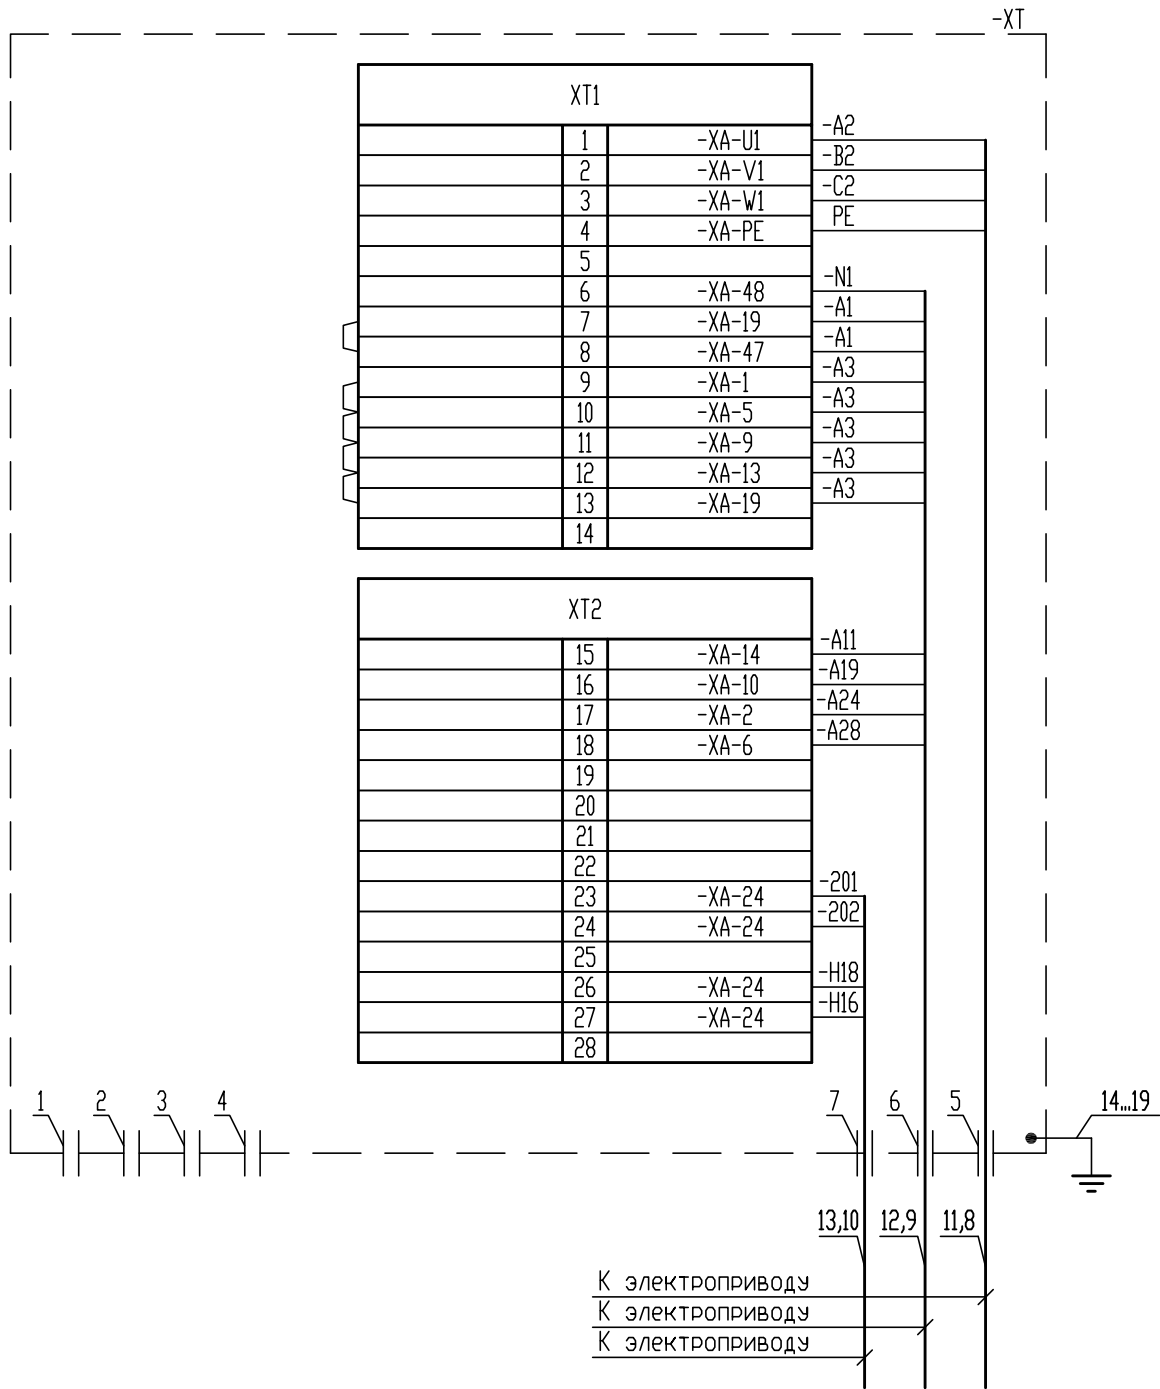 -XT
XT1
1 -XA-U1 -A2
2 -XA-V1 -B2
3 -XA-W1 -C2
4 -XA-PE PE
5
6 -XA-48 -N1
7 -XA-19 -A1
8 -XA-47 -A1
9 -XA-1 -A3
10 -XA-5 -A3
11 -XA-9 -A3
12 -XA-13 -A3
13 -XA-19 -A3
14
XT2
15 -XA-14 -A11
16 -XA-10 -A19
17 -XA-2 -A24
18 -XA-6 -A28
19
20
21
22
23 -XA-24 -201
24 -XA-24 -202
25
26 -XA-24 -H18
27 -XA-24 -H16
28
1 2 3 4 7 6 5 14...19
13,10 12,9 11,8
К электроприводу
К электроприводу
К электроприводу